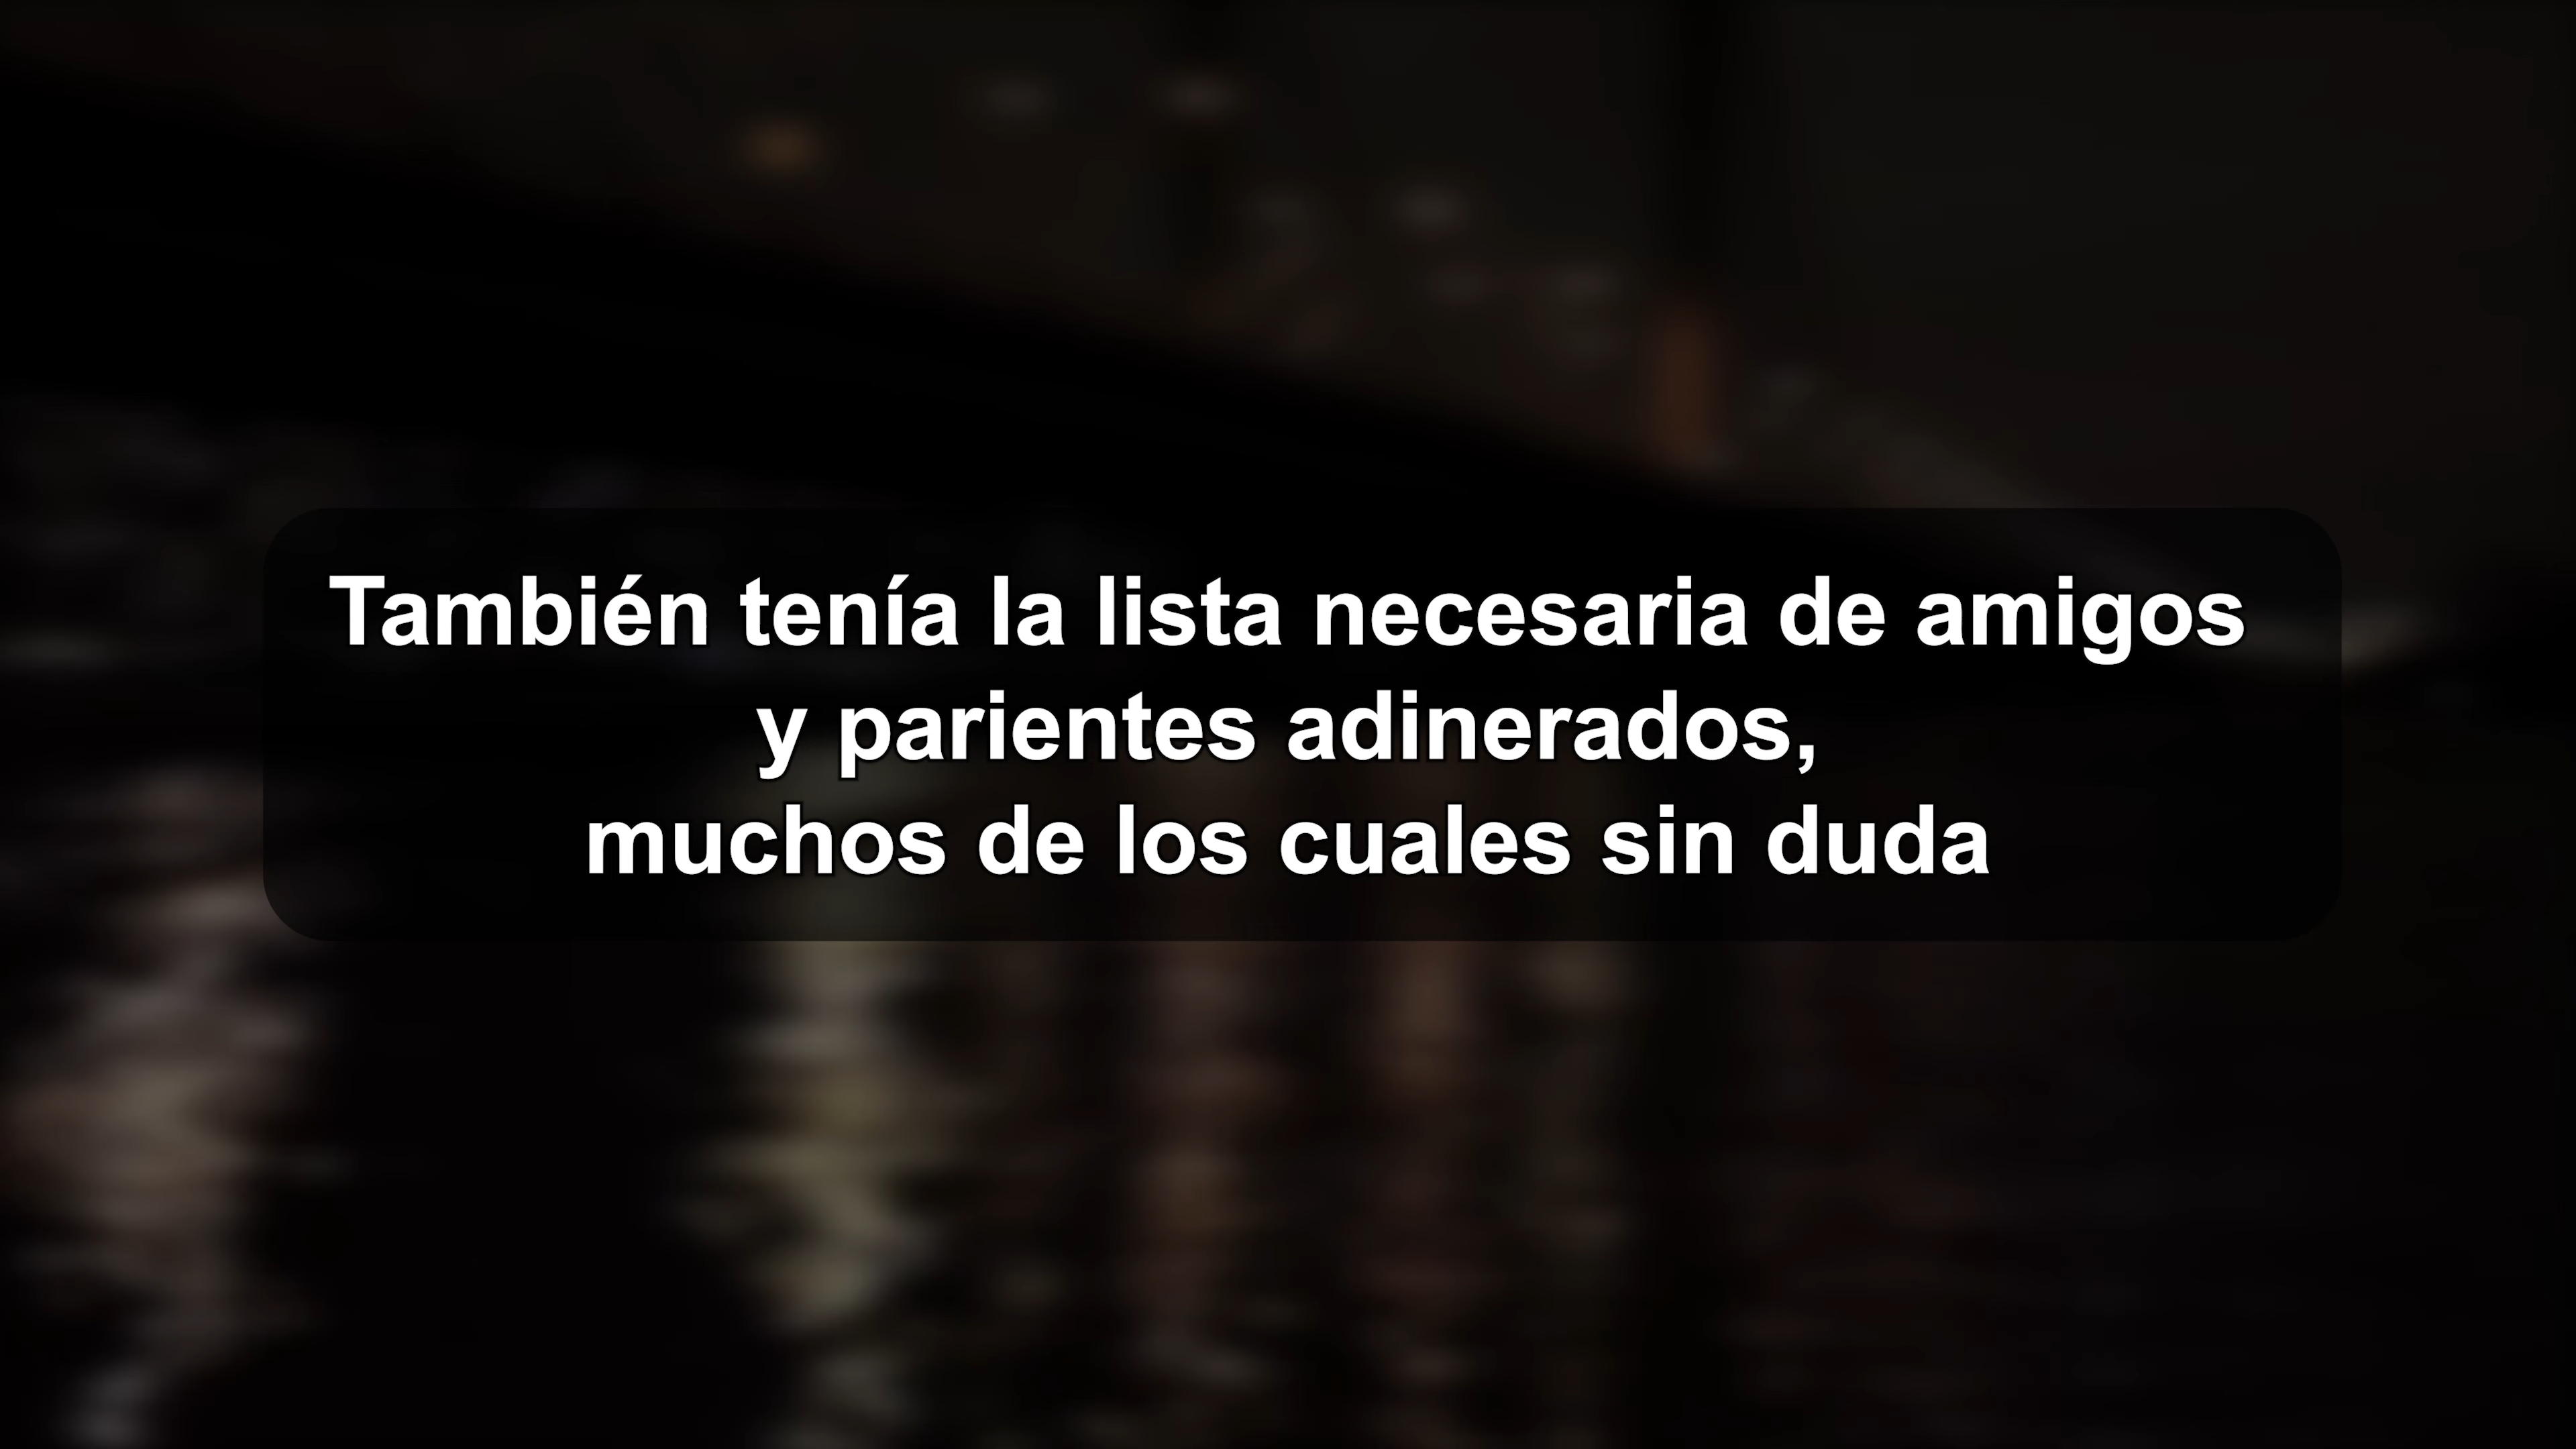 También tenía la lista necesaria de amigos
y parientes adinerados,
muchos de los cuales sin duda